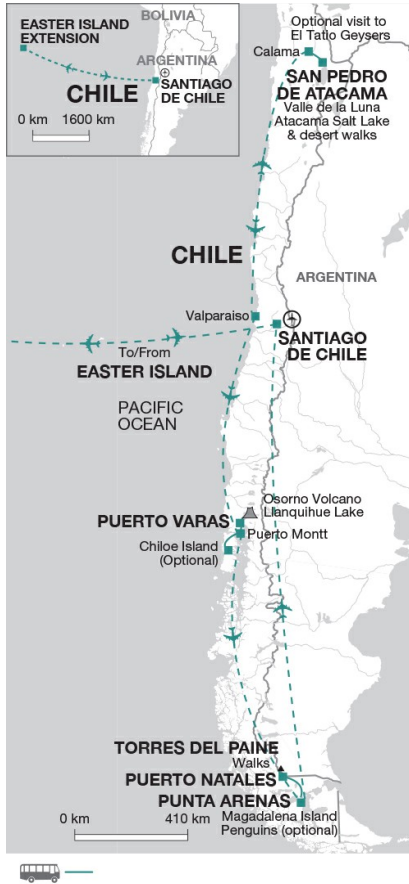 EASTER ISLAND
EXTENSION
BOLIVIA
ARGENTINA
CHILE
SANTIAGO
DE CHILE
0 km
1600 km
Optional visit to
El Tatio Geysers
Calama
SAN PEDRO
DE ATACAMA
Valle de la Luna
Atacama Salt Lake
& desert walks
CHILE
ARGENTINA
Valparaiso
SANTIAGO
DE CHILE
To/From
EASTER ISLAND
PACIFIC
OCEAN
Osorno Volcano
Llanquihue Lake
PUERTO VARAS
Puerto Montt
Chiloe Island
(Optional)
TORRES DEL PAINE
Walks
PUERTO NATALES
PUNTA ARENAS
Magadalena Island
Penguins (optional)
0 km
410 km